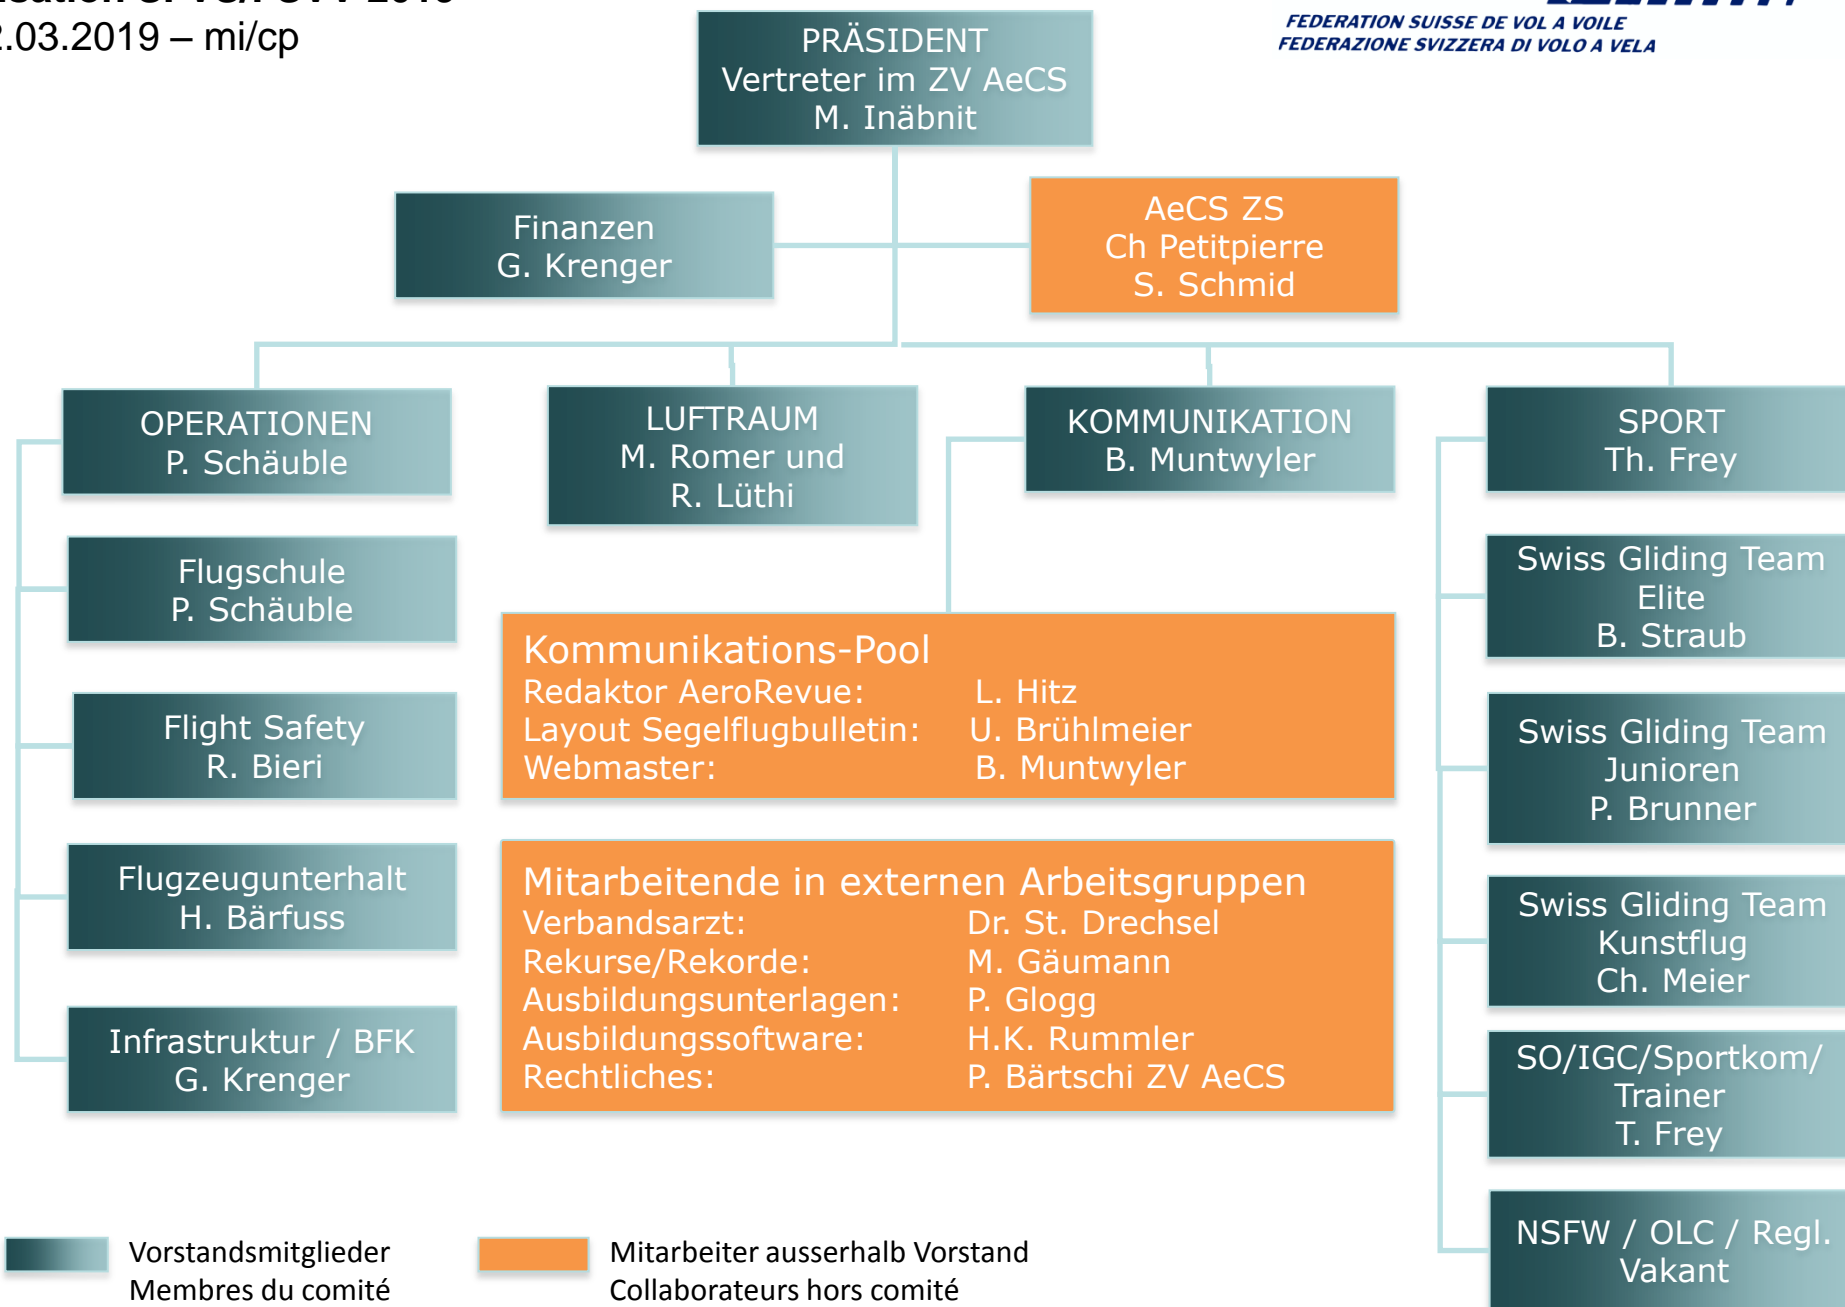 2.03.2019 – mi/cp
FEDERATION SUISSE DE VOL A VOILE
FEDERAZIONE SVIZZERA DI VOLO A VELA
PRÄSIDENT
Vertreter im ZV AeCS
M. Inäbnit
Finanzen
G. Krenger
AeCS ZS
Ch Petitpierre
S. Schmid
OPERATIONEN
P. Schäuble
LUFTRAUM
M. Romer und
R. Lüthi
KOMMUNIKATION
B. Muntwyler
SPORT
Th. Frey
Flugschule
P. Schäuble
Flight Safety
R. Bieri
Flugzeugunterhalt
H. Bärfuss
Infrastruktur / BFK
G. Krenger
Kommunikations-Pool
Redaktor AeroRevue: L. Hitz
Layout Segelflugbulletin: U. Brühlmeier
Webmaster: B. Muntwyler
Mitarbeitende in externen Arbeitsgruppen
Verbandsarzt: Dr. St. Drechsel
Rekurse/Rekorde: M. Gäumann
Ausbildungsunterlagen: P. Glogg
Ausbildungssoftware: H.K. Rummler
Rechtliches: P. Bärtschi ZV AeCS
Swiss Gliding Team
Elite
B. Straub
Swiss Gliding Team
Junioren
P. Brunner
Swiss Gliding Team
Kunstflug
Ch. Meier
SO/IGC/Sportkom/
Trainer
T. Frey
NSFW / OLC / Regl.
Vakant
Vorstandsmitglieder
Membres du comité
Mitarbeiter ausserhalb Vorstand
Collaborateurs hors comité